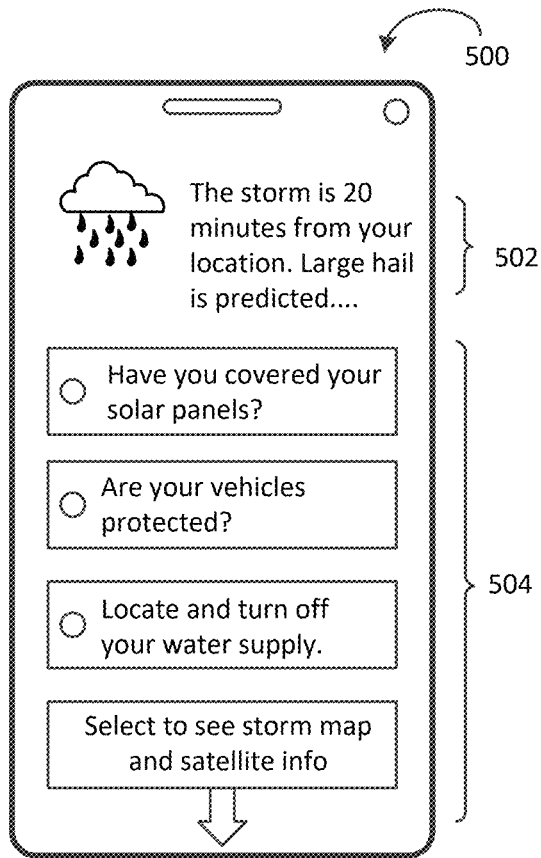 500
The storm is 20
minutes from your
location. Large hail
is predicted....
502
Have you covered your
solar panels?
Are your vehicles
protected?
504
Locate and turn off
your water supply.
Select to see storm map
and satellite info